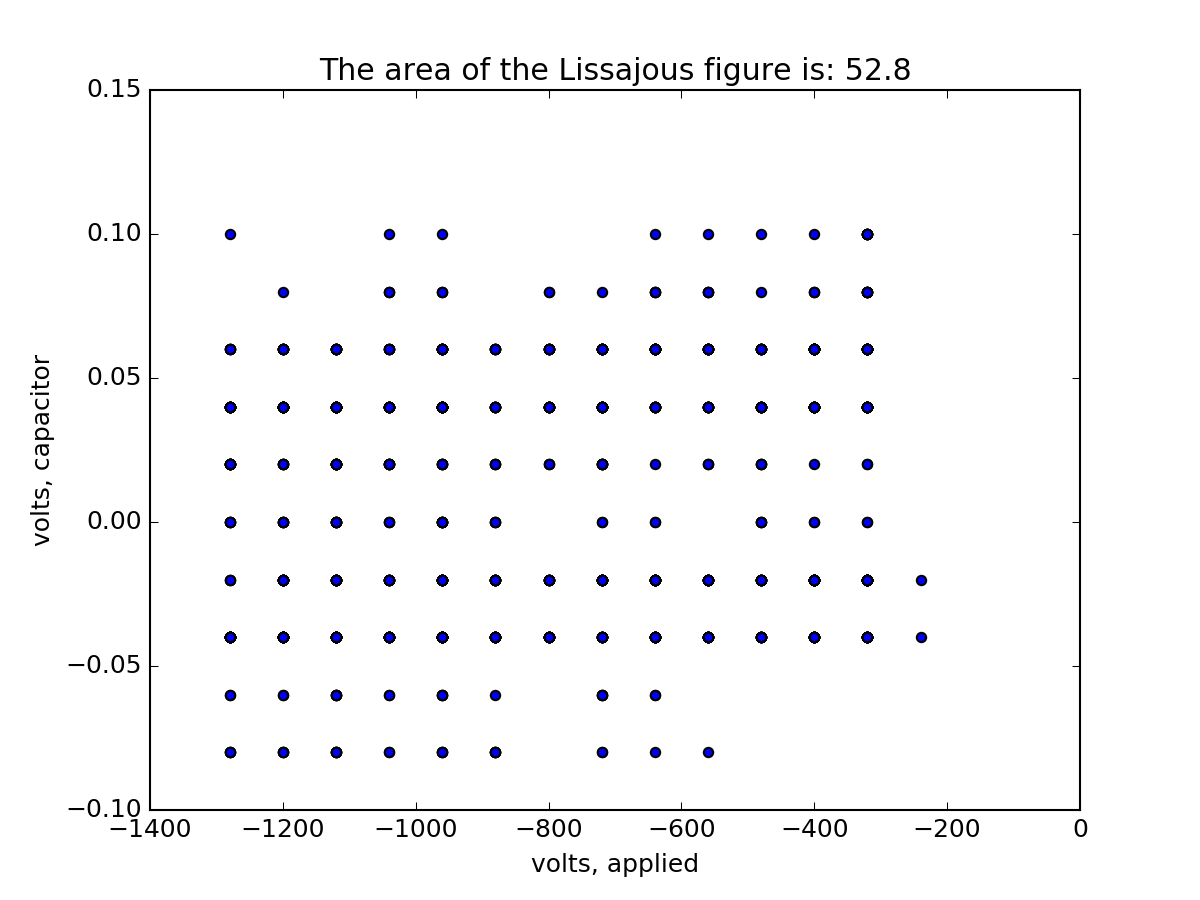 The area of the Lissajous figure is: 52.8
0.15
0.10
0.05
0.00
−0.05
−0.10
volts, capacitor
−1400 −1200 −1000 −800 −600 −400 −200 0
volts, applied